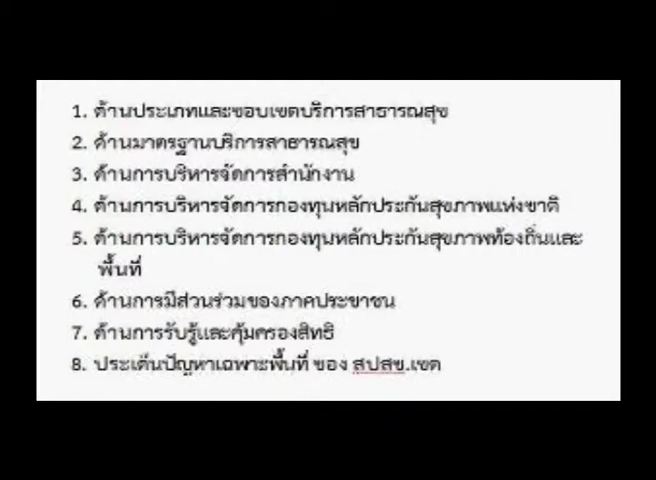 1. ด้านประเภทและขอบเขตบริการสาธารณสุข
2. ด้านมาตรฐานบริการสาธารณสุข
3. ด้านการบริหารจัดการสำนักงาน
4. ด้านการบริหารจัดการกองทุนหลักประกันสุขภาพแห่งชาติ
5. ด้านการบริหารจัดการกองทุนหลักประกันสุขภาพท้องถิ่นและ
พื้นที่
6. ด้านการมีส่วนร่วมของภาคประชาชน
7. ด้านการรับรู้และคุ้มครองสิทธิ
8. ประเด็นปัญหาเฉพาะพื้นที่ ของ สปสช.เขต